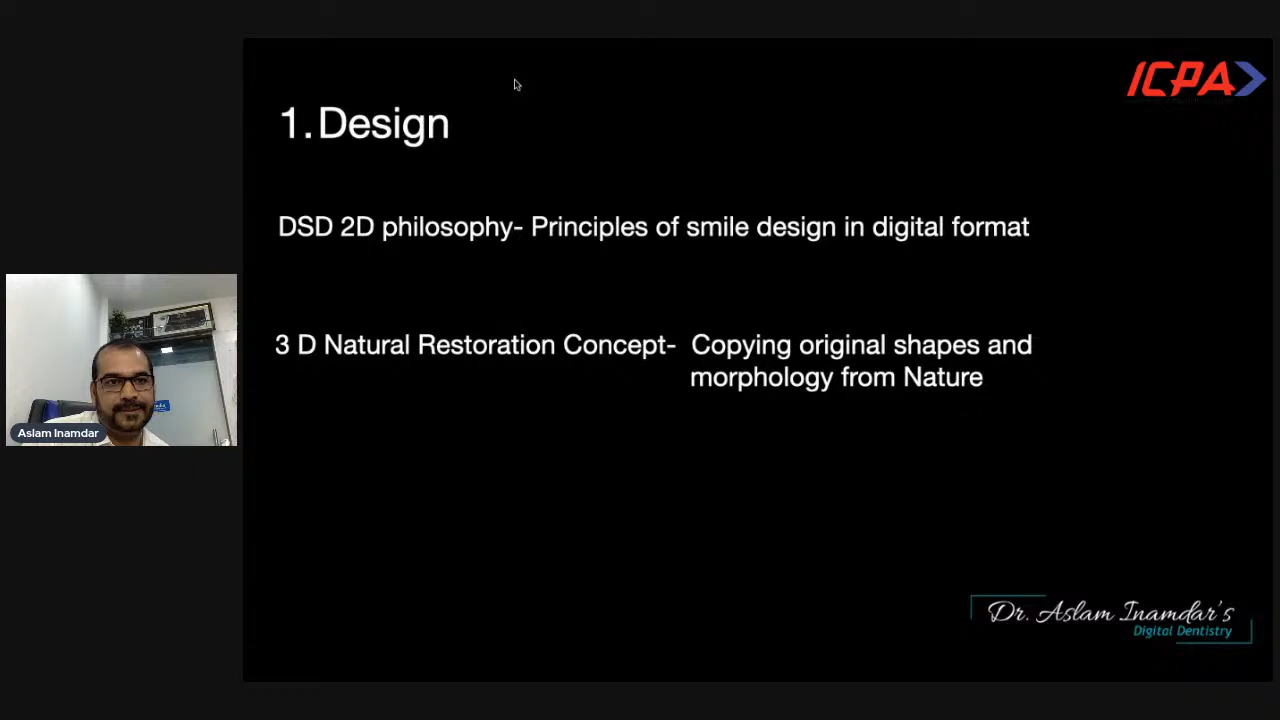 ICPA
1. Design
DSD 2D philosophy- Principles of smile design in digital format
3 D Natural Restoration Concept- Copying original shapes and
morphology from Nature
Aslam Inamdar
Dr. Aslam Inamdar's
Digital Dentistry